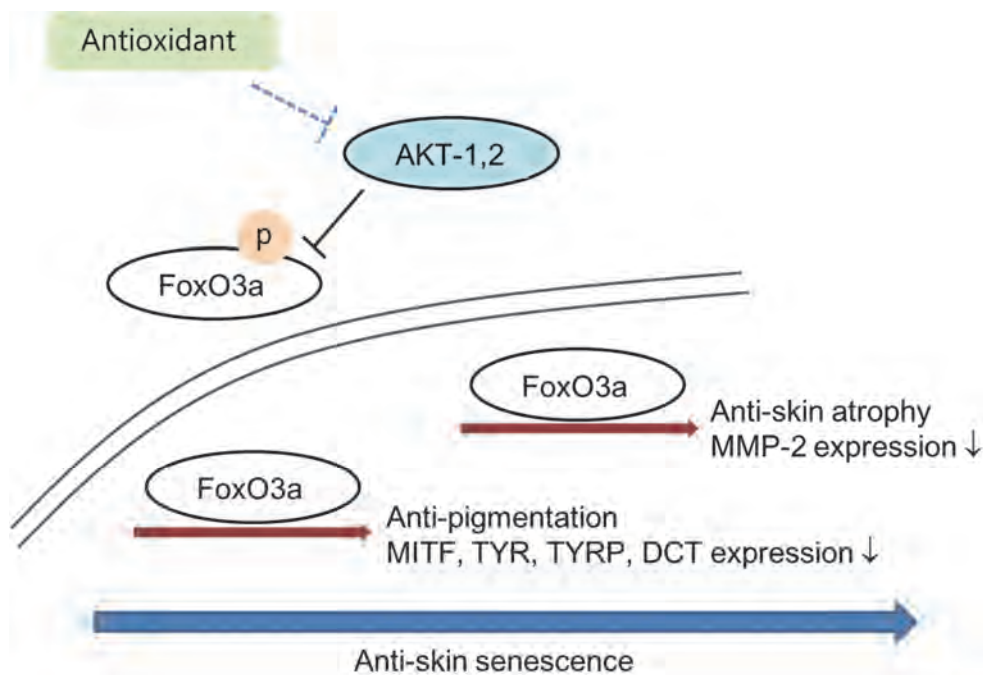 Antioxidant
AKT-1,2
p
FoxO3a
FoxO3a
Anti-skin atrophy
MMP-2 expression ↓
FoxO3a
Anti-pigmentation
MITF, TYR, TYRP, DCT expression ↓
Anti-skin senescence